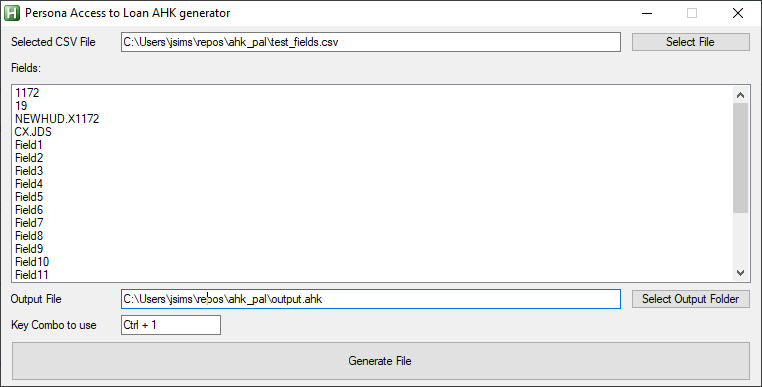 H Persona Access to Loan AHK generator
Selected CSV File C:\Users\jsims\repos\ahk_pal\test_fields.csv Select File
Fields:
1172
19
NEWHUD.X1172
CX.JDS
Field1
Field2
Field3
Field4
Field5
Field6
Field7
Field8
Field9
Field10
Field11
Output File C:\Users\jsims\repos\ahk_pal\output.ahk Select Output Folder
Key Combo to use Ctrl + 1
Generate File